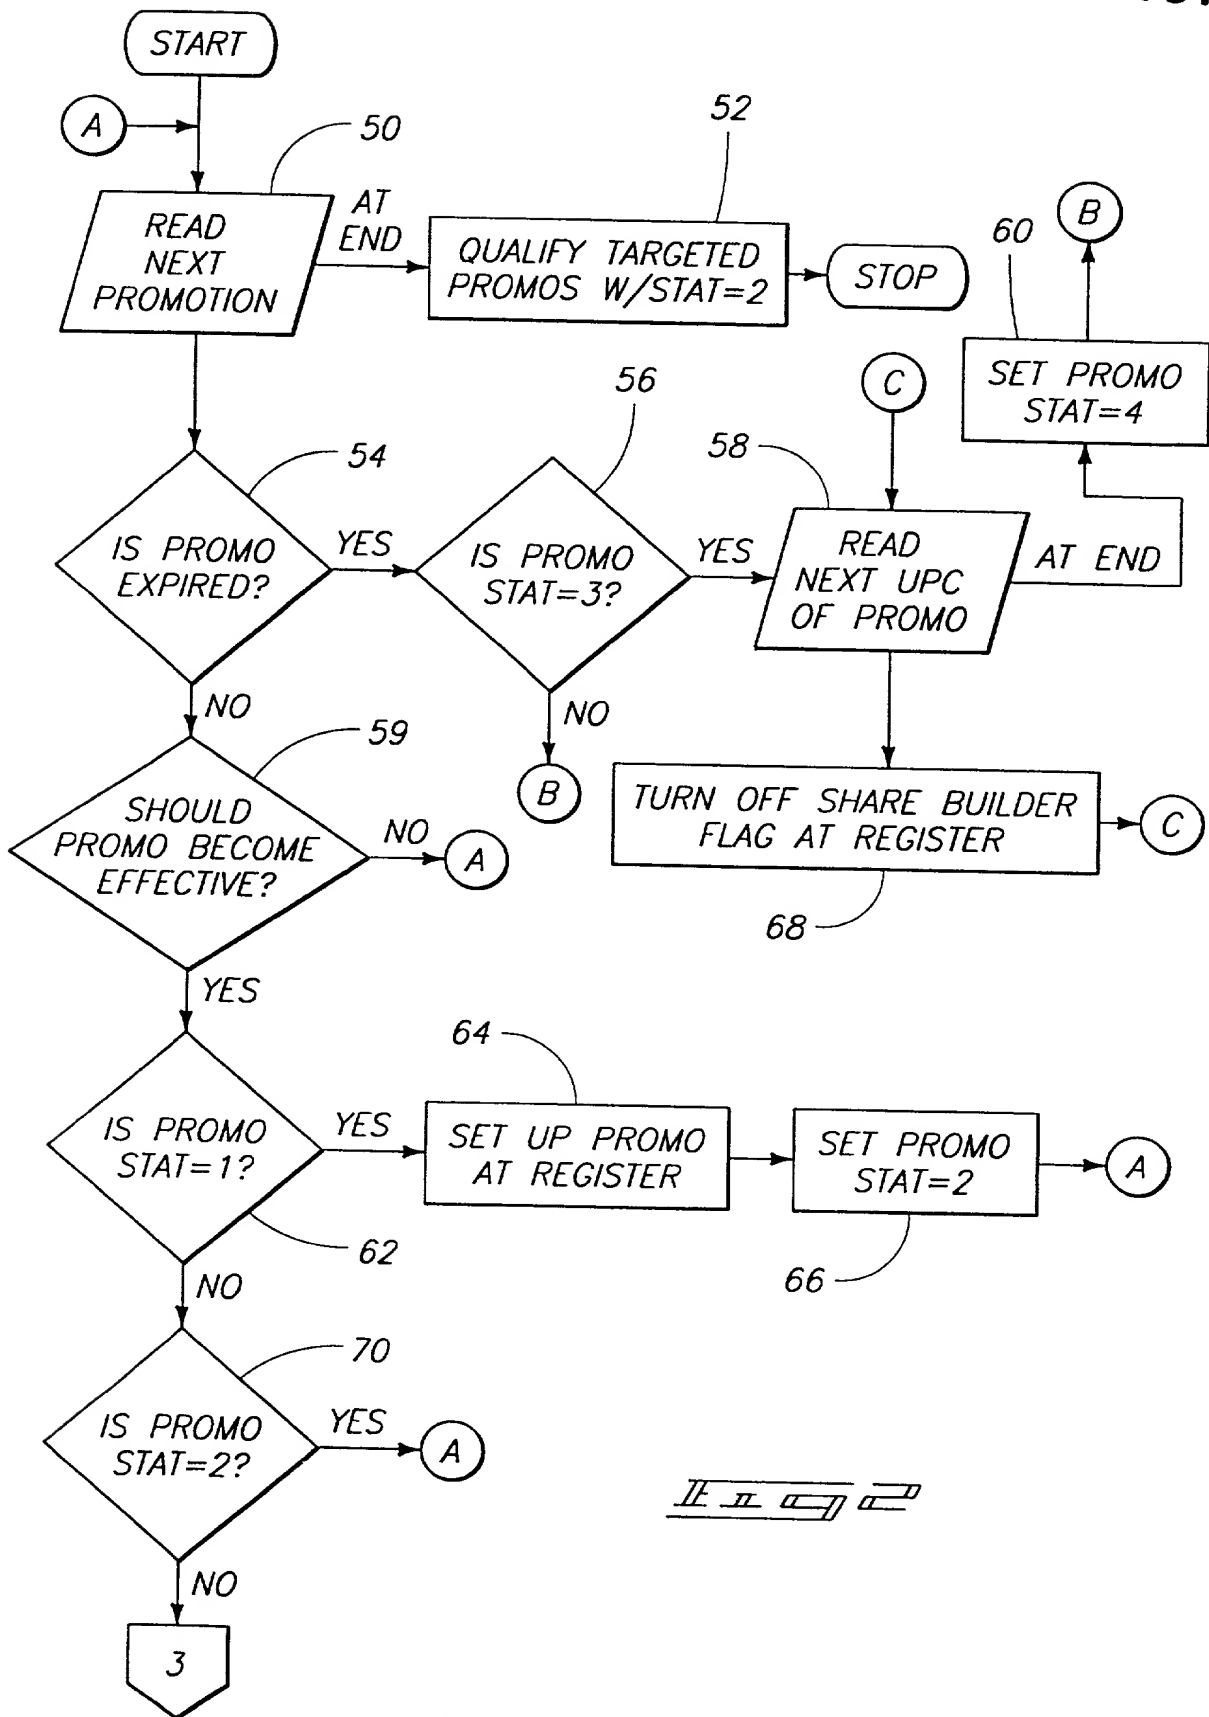 START
A
50
52
READ
NEXT
PROMOTION
AT
END
QUALIFY TARGETED
PROMOS W/STAT=2
STOP
B
60
SET PROMO
STAT=4
54
IS PROMO
EXPIRED?
YES
56
IS PROMO
STAT=3?
YES
C
58
READ
NEXT UPC
OF PROMO
AT END
NO
NO
B
59
SHOULD
PROMO BECOME
EFFECTIVE?
NO
A
TURN OFF SHARE BUILDER
FLAG AT REGISTER
C
68
YES
IS PROMO
STAT=1?
62
YES
64
SET UP PROMO
AT REGISTER
SET PROMO
STAT=2
66
A
NO
70
IS PROMO
STAT=2?
YES
A
NO
3
Fig 2